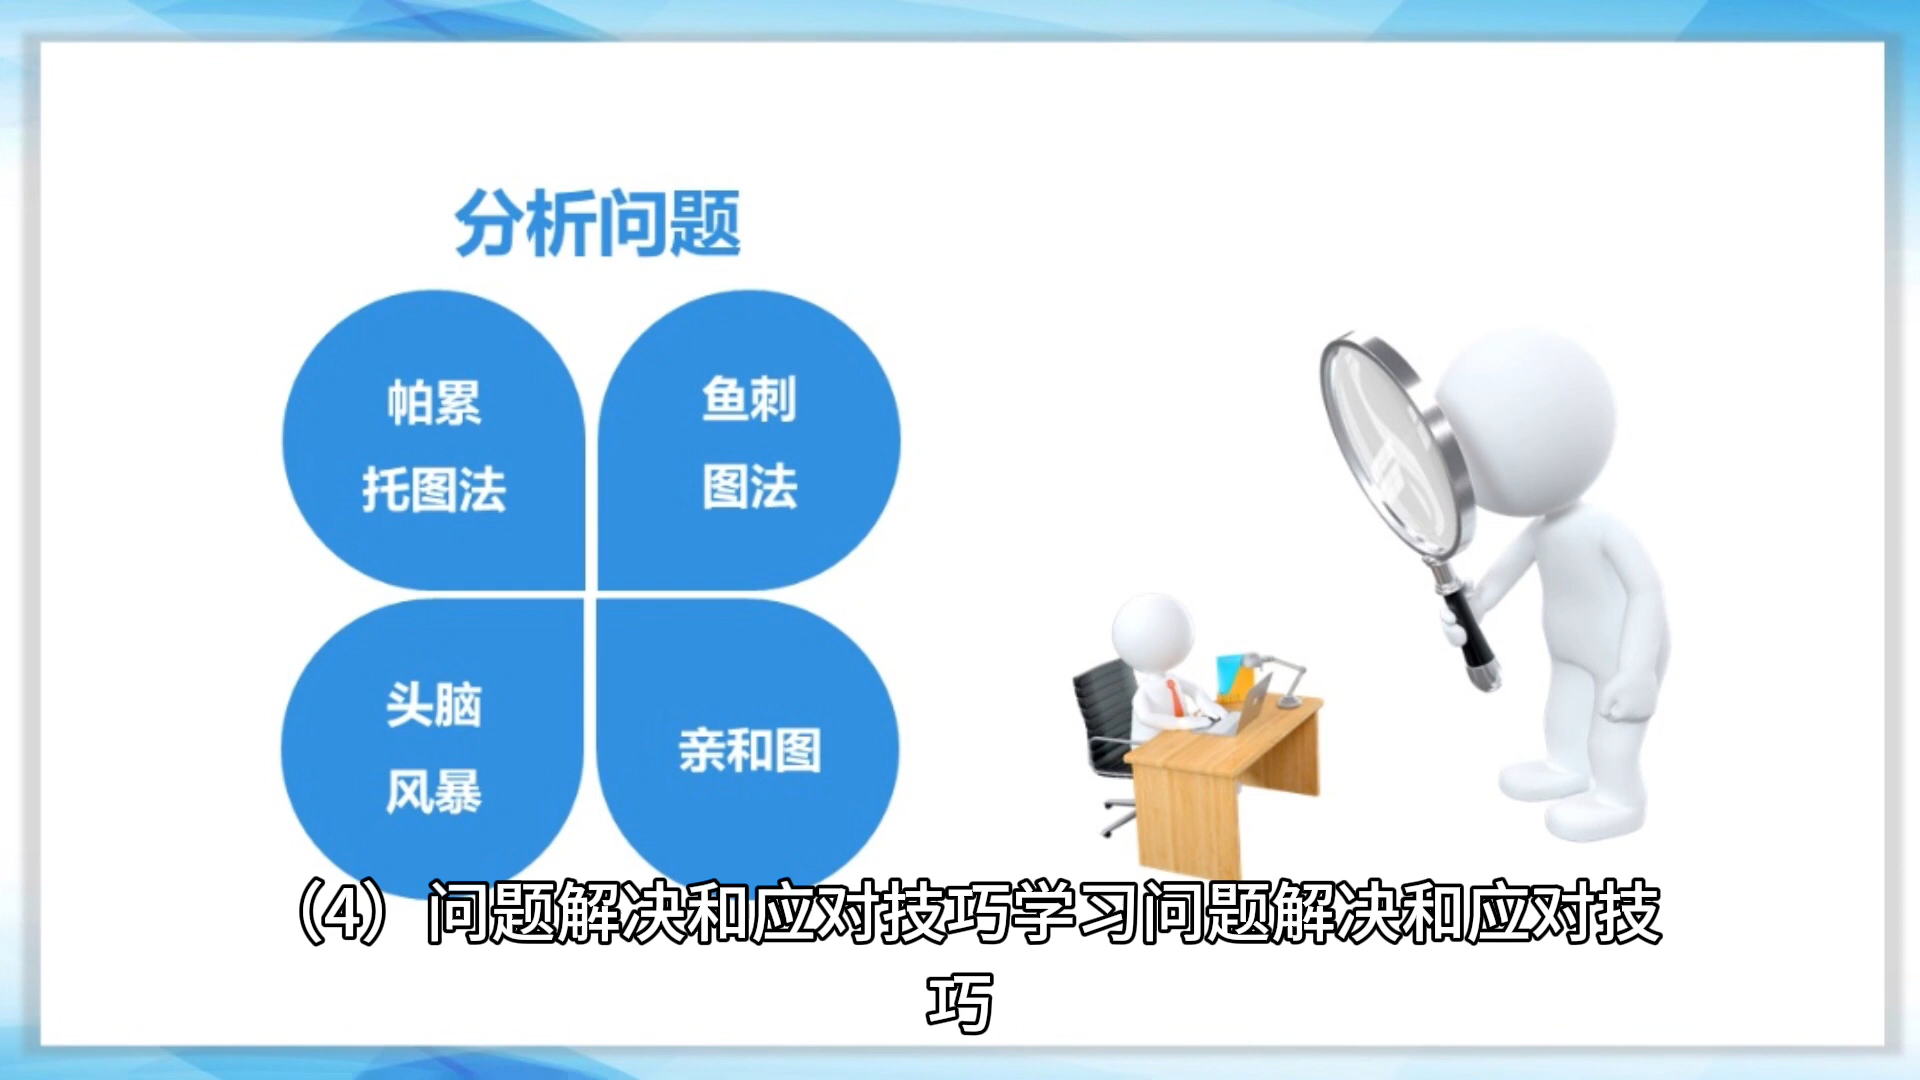 分析问题
帕累
托图法
鱼刺
图法
头脑
风暴
亲和图
（4）问题解决和应对技巧学习问题解决和应对技
巧